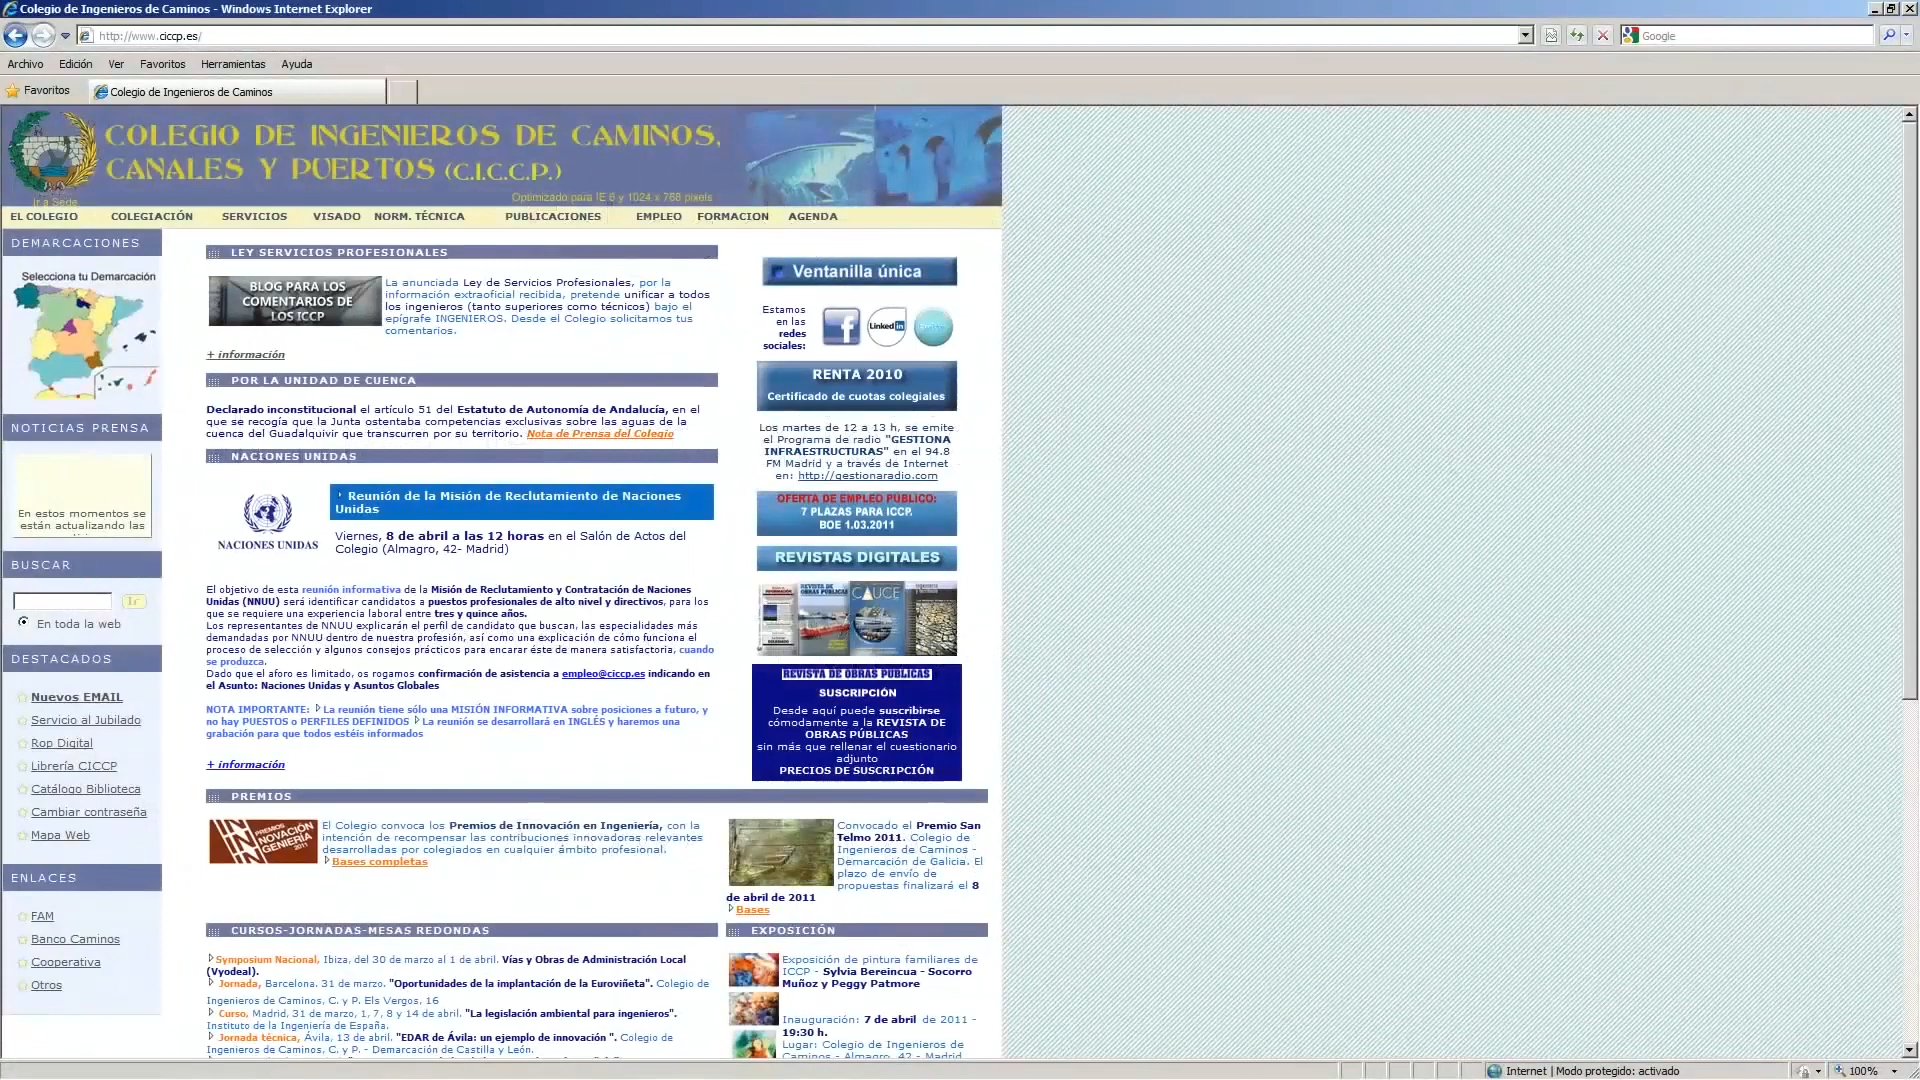 Colegio de Ingenieros de Caminos - Windows Internet Explorer
http://www.ciccp.es/
Google
Archivo Edición Ver Favoritos Herramientas Ayuda
Favoritos
Colegio de Ingenieros de Caminos
COLEGIO DE INGENIEROS DE CAMINOS,
CANALES Y PUERTOS (C.I.C.C.P.)
Ir a Sede
Optimizado para IE 6 y 1024 x 768 pixels
EL COLEGIO COLEGIACIÓN SERVICIOS VISADO NORM. TÉCNICA PUBLICACIONES EMPLEO FORMACION AGENDA
DEMARCACIONES
Selecciona tu Demarcación
NOTICIAS PRENSA
En estos momentos se
están actualizando las
BUSCAR
Ir
En toda la web
DESTACADOS
Nuevos EMAIL
Servicio al Jubilado
Rop Digital
Librería CICCP
Catálogo Biblioteca
Cambiar contraseña
Mapa Web
ENLACES
FAM
Banco Caminos
Cooperativa
Otros
LEY SERVICIOS PROFESIONALES
BLOG PARA LOS
COMENTARIOS DE
LOS ICCP
La anunciada Ley de Servicios Profesionales, por la
información extraoficial recibida, pretende unificar a todos
los ingenieros (tanto superiores como técnicos) bajo el
epígrafe INGENIEROS. Desde el Colegio solicitamos tus
comentarios.
+ información
POR LA UNIDAD DE CUENCA
Declarado inconstitucional el artículo 51 del Estatuto de Autonomía de Andalucía, en el
que se recogía que la Junta ostentaba competencias exclusivas sobre las aguas de la
cuenca del Guadalquivir que transcurren por su territorio. Nota de Prensa del Colegio
NACIONES UNIDAS
NACIONES UNIDAS
Reunión de la Misión de Reclutamiento de Naciones
Unidas
Viernes, 8 de abril a las 12 horas en el Salón de Actos del
Colegio (Almagro, 42- Madrid)
El objetivo de esta reunión informativa de la Misión de Reclutamiento y Contratación de Naciones
Unidas (NNUU) será identificar candidatos a puestos profesionales de alto nivel y directivos, para los
que se requiere una experiencia laboral entre tres y quince años.
Los representantes de NNUU explicarán el perfil de candidato que buscan, las especialidades más
demandadas por NNUU dentro de nuestra profesión, así como una explicación de cómo funciona el
proceso de selección y algunos consejos prácticos para encarar éste de manera satisfactoria, cuando
se produzca.
Dado que el aforo es limitado, os rogamos confirmación de asistencia a empleo@ciccp.es indicando en
el Asunto: Naciones Unidas y Asuntos Globales
NOTA IMPORTANTE: La reunión tiene sólo una MISIÓN INFORMATIVA sobre posiciones a futuro, y
no hay PUESTOS o PERFILES DEFINIDOS La reunión se desarrollará en INGLÉS y haremos una
grabación para que todos estéis informados
+ información
Ventanilla única
Estamos
en las
redes
sociales:
Linked in
RENTA 2010
Certificado de cuotas colegiales
Los martes de 12 a 13 h, se emite
el Programa de radio "GESTIONA
INFRAESTRUCTURAS" en el 94.8
FM Madrid y a través de Internet
en: http://gestionaradio.com
OFERTA DE EMPLEO PÚBLICO:
7 PLAZAS PARA ICCP.
BOE 1.03.2011
REVISTAS DIGITALES
CAUCE
REVISTA DE OBRAS PUBLICAS
SUSCRIPCIÓN
Desde aquí puede suscribirse
cómodamente a la REVISTA DE
OBRAS PÚBLICAS
sin más que rellenar el cuestionario
adjunto
PRECIOS DE SUSCRIPCIÓN
PREMIOS
PREMIOS
INNOVACIÓN
INGENIERÍA
2011
El Colegio convoca los Premios de Innovación en Ingeniería, con la
intención de recompensar las contribuciones innovadoras relevantes
desarrolladas por colegiados en cualquier ámbito profesional.
Bases completas
Convocado el Premio San
Telmo 2011. Colegio de
Ingenieros de Caminos -
Demarcación de Galicia. El
plazo de envío de
propuestas finalizará el 8
de abril de 2011
Bases
CURSOS-JORNADAS-MESAS REDONDAS
Symposium Nacional, Ibiza, del 30 de marzo al 1 de abril. Vías y Obras de Administración Local
(Vyodeal).
Jornada, Barcelona. 31 de marzo. "Oportunidades de la implantación de la Euroviñeta". Colegio de
Ingenieros de Caminos, C. y P. Els Vergos, 16
Curso, Madrid, 31 de marzo, 1, 7, 8 y 14 de abril. "La legislación ambiental para ingenieros".
Instituto de la Ingeniería de España.
Jornada técnica, Ávila, 13 de abril. "EDAR de Ávila: un ejemplo de innovación ". Colegio de
Ingenieros de Caminos, C. y P. - Demarcación de Castilla y León.
EXPOSICIÓN
Exposición de pintura familiares de
ICCP - Sylvia Bereincua - Socorro
Muñoz y Peggy Patmore
Inauguración: 7 de abril de 2011 -
19:30 h.
Lugar: Colegio de Ingenieros de
Caminos - Almagro, 42 - Madrid
Internet | Modo protegido: activado
100%